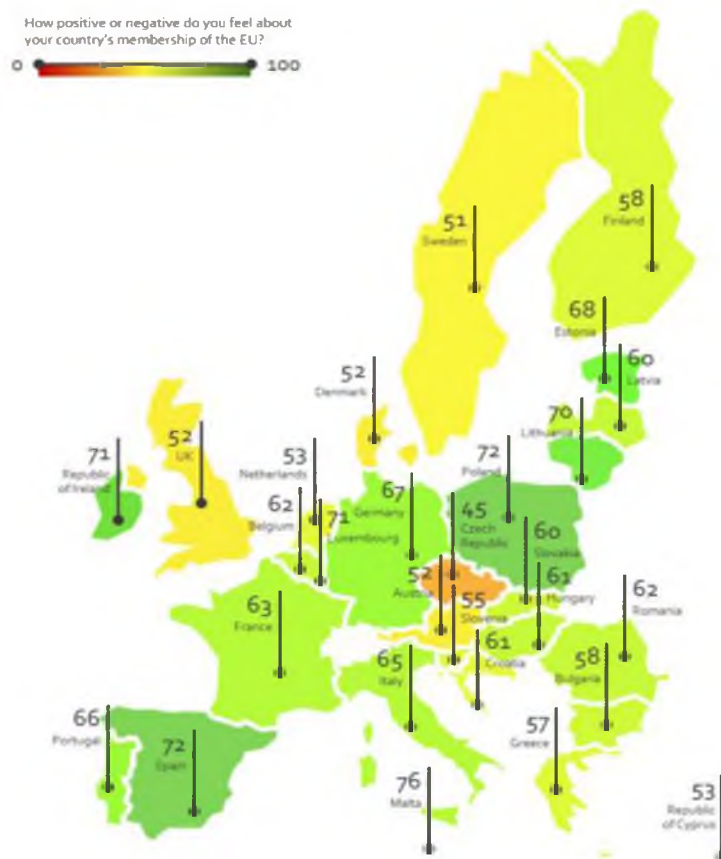 How positive or negative do you feel about
your country's membership of the EU?
0 100
58
Finland
51
Sweden
68
Estonia
60
Latvia
52
Denmark
70
Lithuania
71
Republic
of Ireland
52
UK
53
Netherlands
72
Poland
62
Belgium
71
Luxembourg
67
Germany
45
Czech
Republic
60
Slovakia
52
Austria
55
Slovenia
61
Hungary
62
Romania
63
France
65
Italy
61
Croatia
58
Bulgaria
66
Portugal
72
Spain
57
Greece
76
Malta
53
Republic
of Cyprus